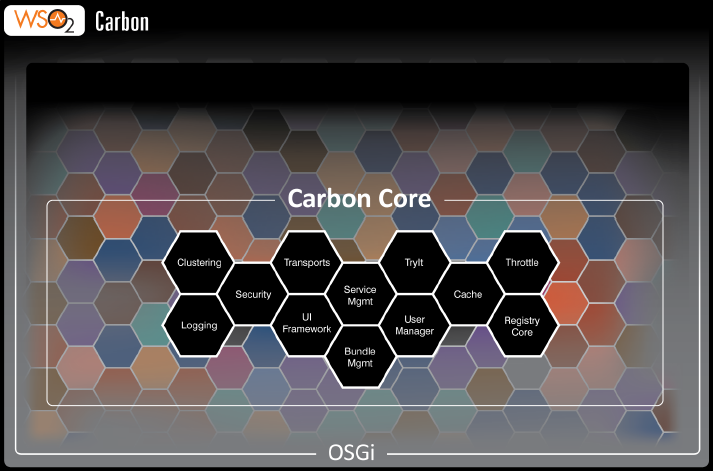 WSO2 Carbon
Carbon Core
Clustering
Transports
TryIt
Throttle
Security
Service
Mgmt
Cache
Logging
UI
Framework
User
Manager
Registry
Core
Bundle
Mgmt
OSGi